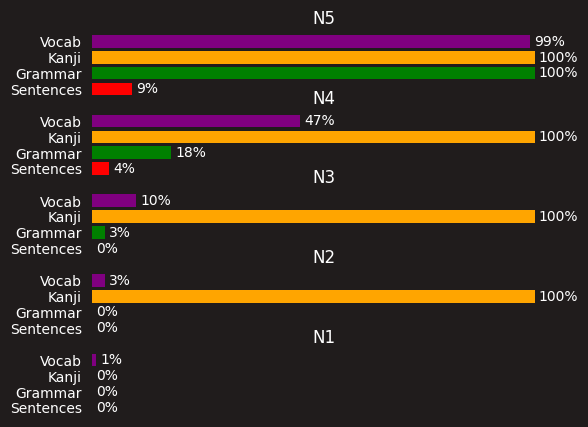 N5
Vocab 99%
Kanji 100%
Grammar 100%
Sentences 9%
N4
Vocab 47%
Kanji 100%
Grammar 18%
Sentences 4%
N3
Vocab 10%
Kanji 100%
Grammar 3%
Sentences 0%
N2
Vocab 3%
Kanji 100%
Grammar 0%
Sentences 0%
N1
Vocab 1%
Kanji 0%
Grammar 0%
Sentences 0%